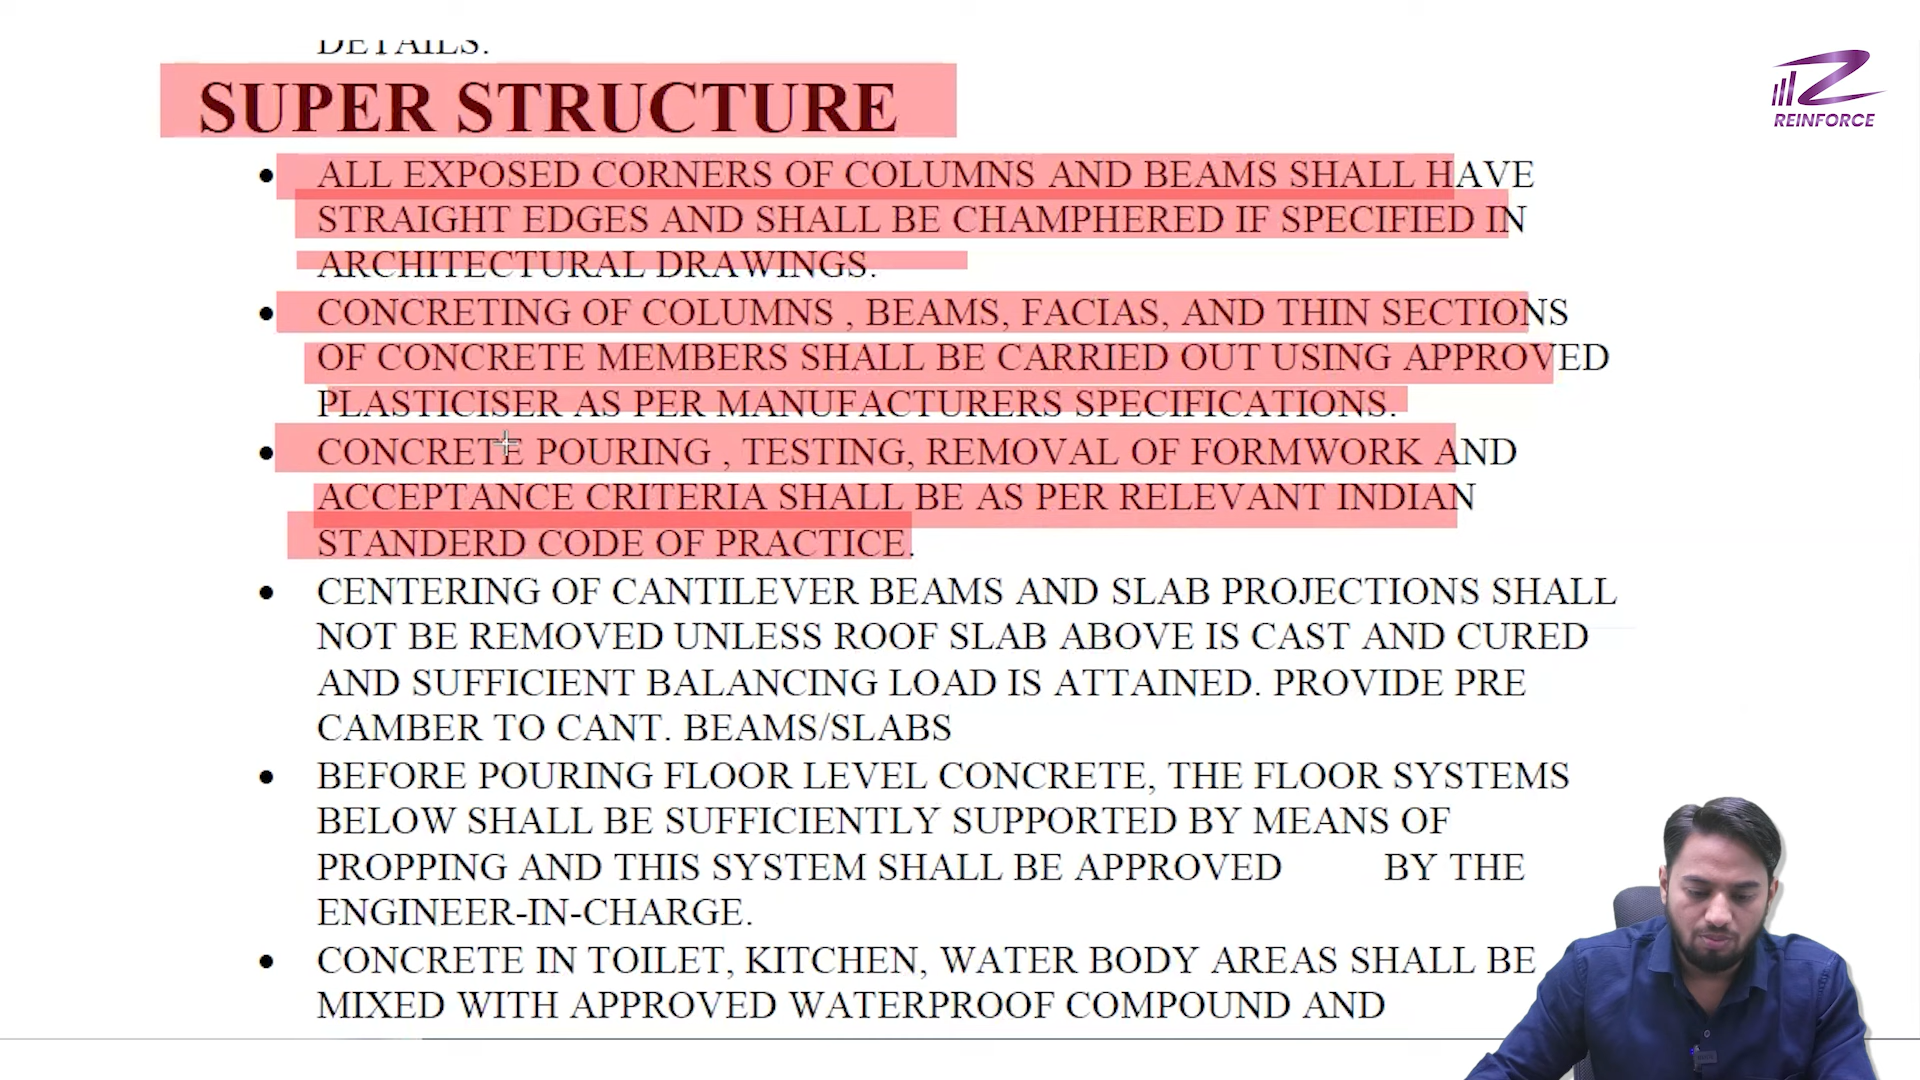 DETAILS.
SUPER STRUCTURE
REINFORCE
• ALL EXPOSED CORNERS OF COLUMNS AND BEAMS SHALL HAVE
STRAIGHT EDGES AND SHALL BE CHAMPHERED IF SPECIFIED IN
ARCHITECTURAL DRAWINGS.
• CONCRETING OF COLUMNS , BEAMS, FACIAS, AND THIN SECTIONS
OF CONCRETE MEMBERS SHALL BE CARRIED OUT USING APPROVED
PLASTICISER AS PER MANUFACTURERS SPECIFICATIONS.
• CONCRETE POURING , TESTING, REMOVAL OF FORMWORK AND
ACCEPTANCE CRITERIA SHALL BE AS PER RELEVANT INDIAN
STANDERD CODE OF PRACTICE.
• CENTERING OF CANTILEVER BEAMS AND SLAB PROJECTIONS SHALL
NOT BE REMOVED UNLESS ROOF SLAB ABOVE IS CAST AND CURED
AND SUFFICIENT BALANCING LOAD IS ATTAINED. PROVIDE PRE
CAMBER TO CANT. BEAMS/SLABS
• BEFORE POURING FLOOR LEVEL CONCRETE, THE FLOOR SYSTEMS
BELOW SHALL BE SUFFICIENTLY SUPPORTED BY MEANS OF
PROPPING AND THIS SYSTEM SHALL BE APPROVED BY THE
ENGINEER-IN-CHARGE.
• CONCRETE IN TOILET, KITCHEN, WATER BODY AREAS SHALL BE
MIXED WITH APPROVED WATERPROOF COMPOUND AND